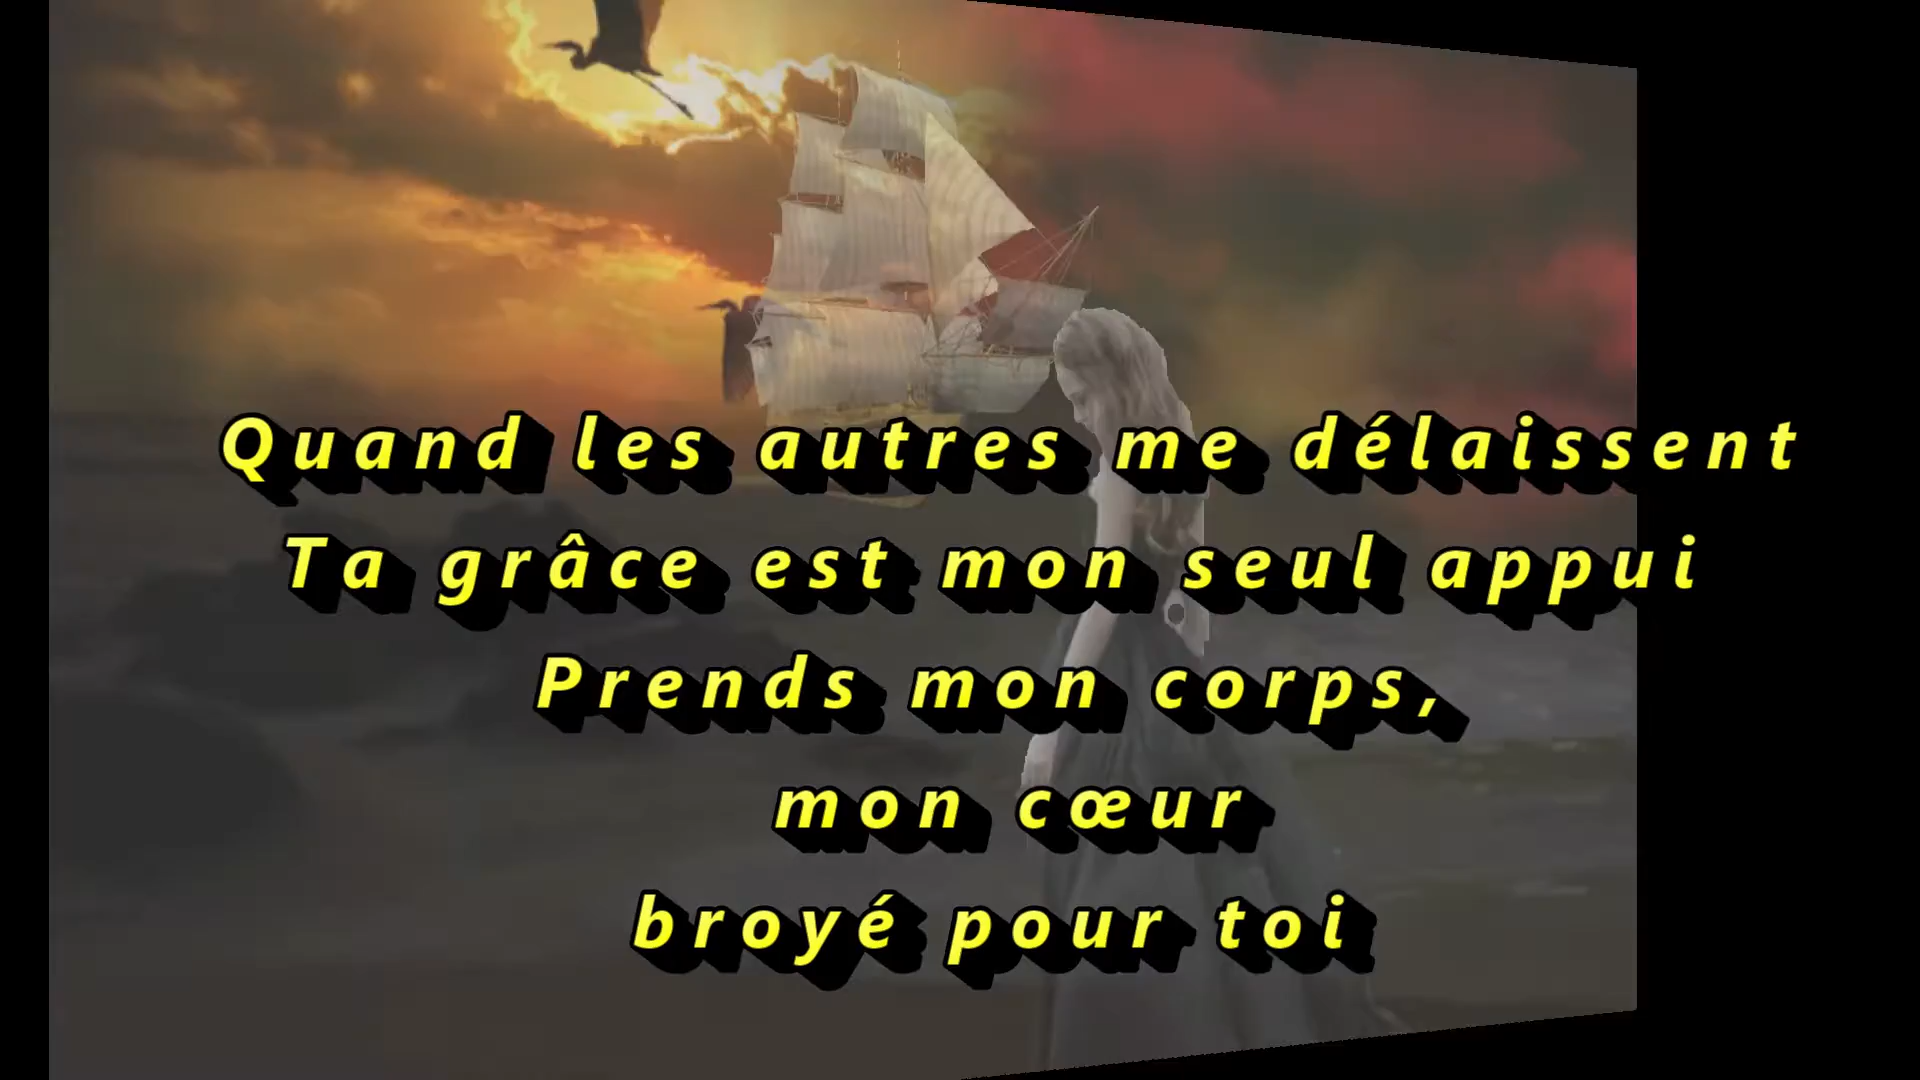 Quand les autres me délaissent
Ta grâce est mon seul appui
Prends mon corps,
mon cœur
broyé pour toi